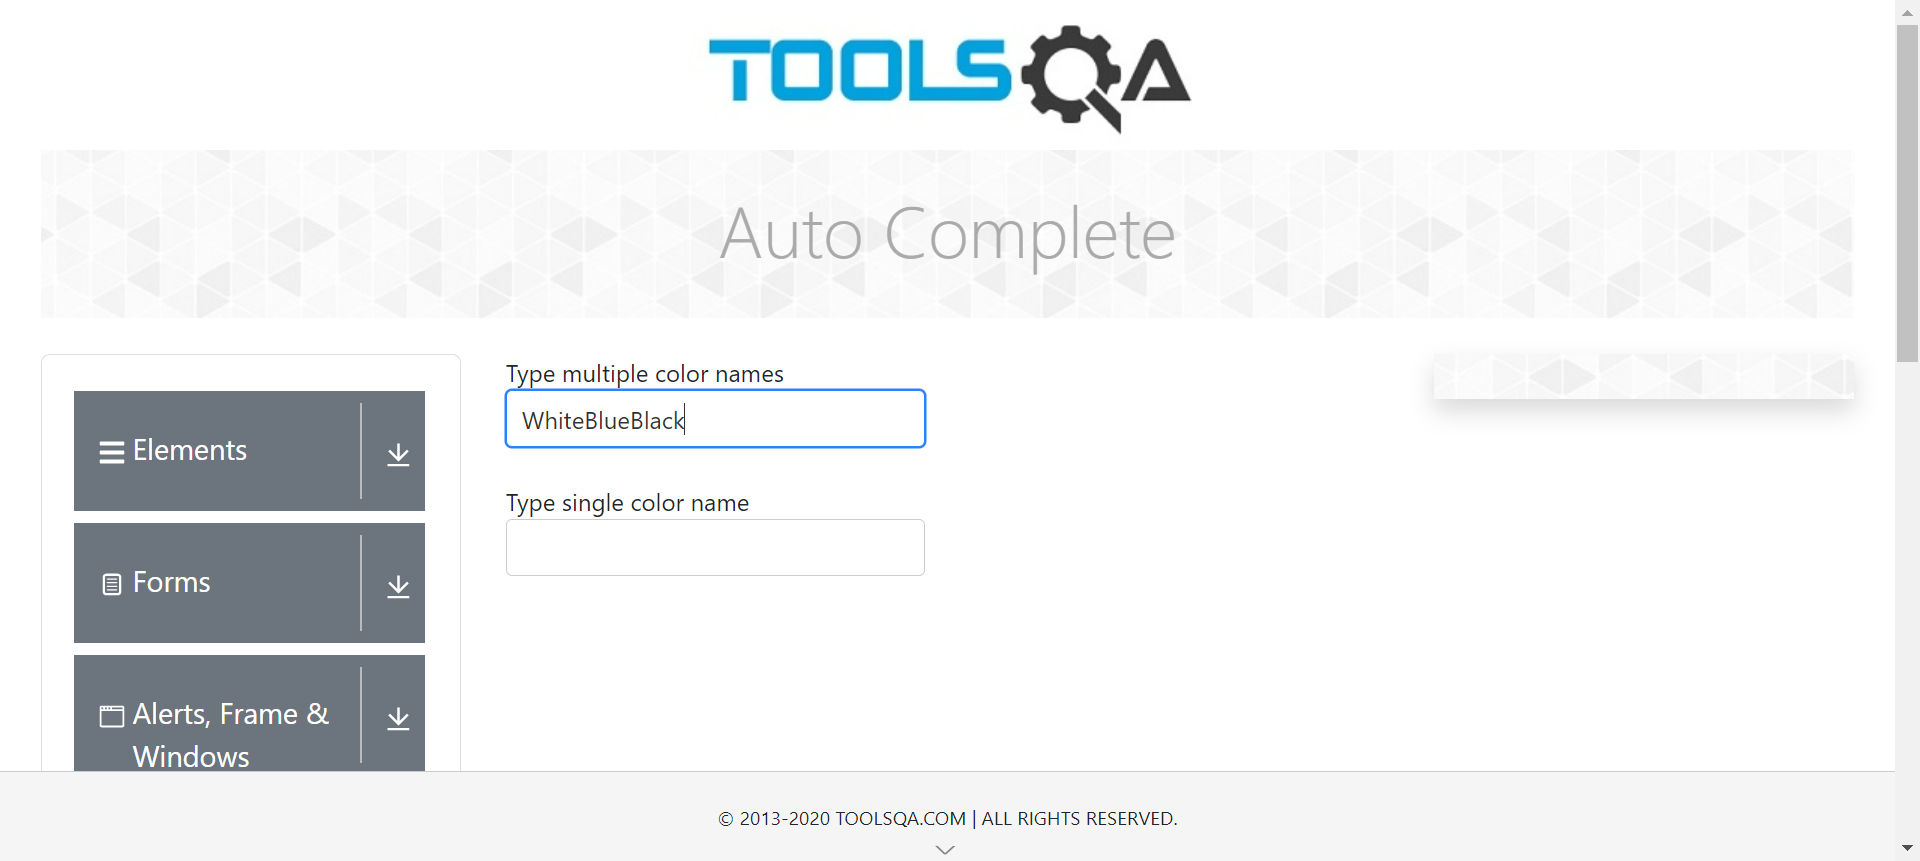 TOOLSQA
Auto Complete
Elements
Forms
Alerts, Frame &
Windows
Type multiple color names
WhiteBlueBlack
Type single color name
© 2013-2020 TOOLSQA.COM | ALL RIGHTS RESERVED.